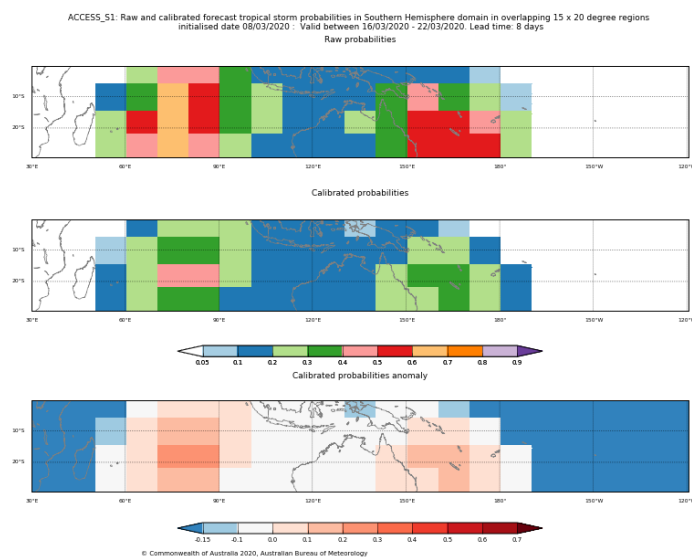 ACCESS_S1: Raw and calibrated forecast tropical storm probabilities in Southern Hemisphere domain in overlapping 15 x 20 degree regions
initialised date 08/03/2020 :  Valid between 16/03/2020 - 22/03/2020. Lead time: 8 days
Raw probabilities
10°S
20°S
30°E 60°E 90°E 120°E 150°E 180° 150°W 120°W
Calibrated probabilities
10°S
20°S
30°E 60°E 90°E 120°E 150°E 180° 150°W 120°W
0.05 0.1 0.2 0.3 0.4 0.5 0.6 0.7 0.8 0.9
Calibrated probabilities anomaly
10°S
20°S
30°E 60°E 90°E 120°E 150°E 180° 150°W 120°W
-0.15 -0.1 0.0 0.1 0.2 0.3 0.4 0.5 0.6 0.7
© Commonwealth of Australia 2020, Australian Bureau of Meteorology